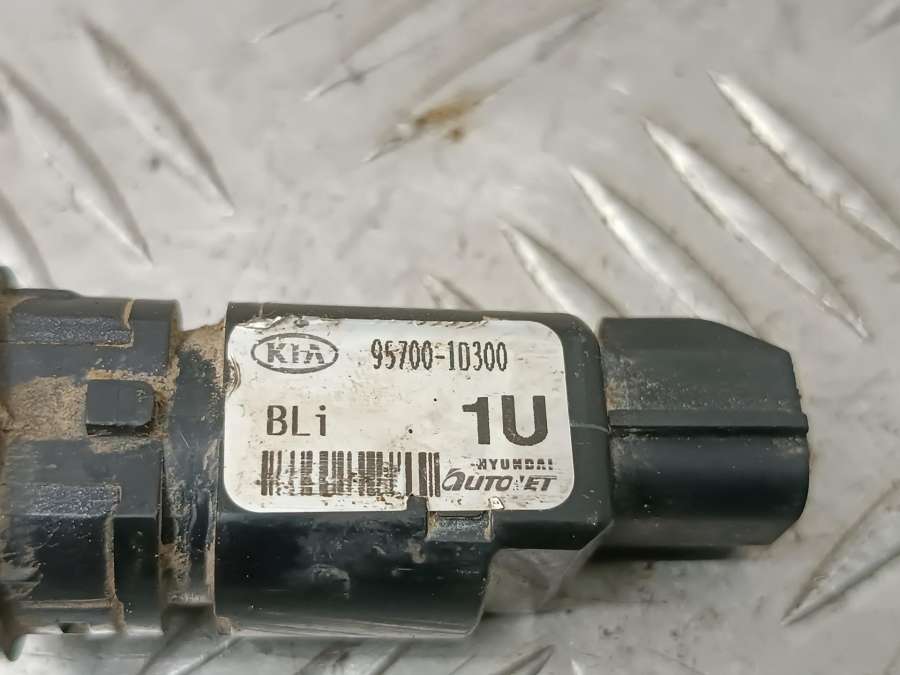 KIA 95700-1D300
BLi 1U
HYUNDAI
AUTONET